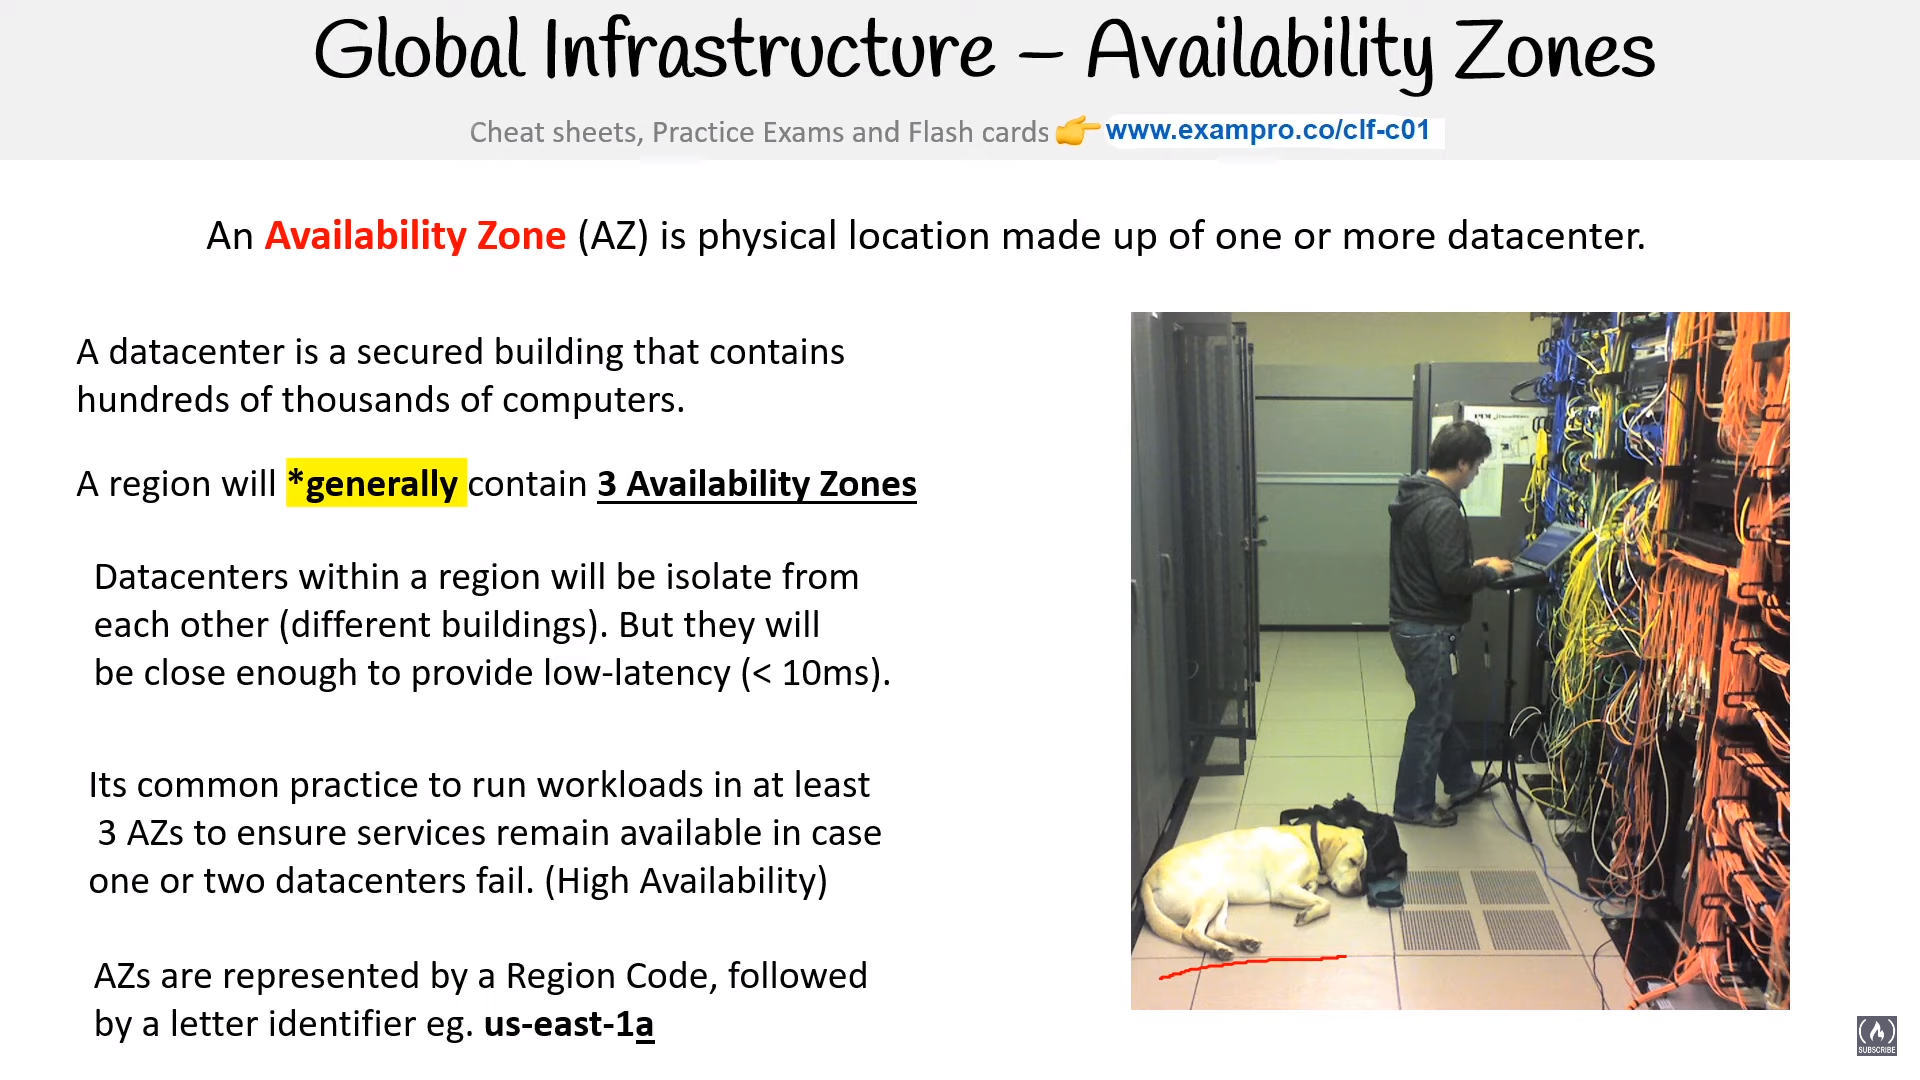 Global Infrastructure – Availability Zones
Cheat sheets, Practice Exams and Flash cards 👉 www.exampro.co/clf-c01
An Availability Zone (AZ) is physical location made up of one or more datacenter.
A datacenter is a secured building that contains
hundreds of thousands of computers.
A region will *generally contain 3 Availability Zones
Datacenters within a region will be isolate from
each other (different buildings). But they will
be close enough to provide low-latency (< 10ms).
Its common practice to run workloads in at least
3 AZs to ensure services remain available in case
one or two datacenters fail. (High Availability)
AZs are represented by a Region Code, followed
by a letter identifier eg. us-east-1a
SUBSCRIBE